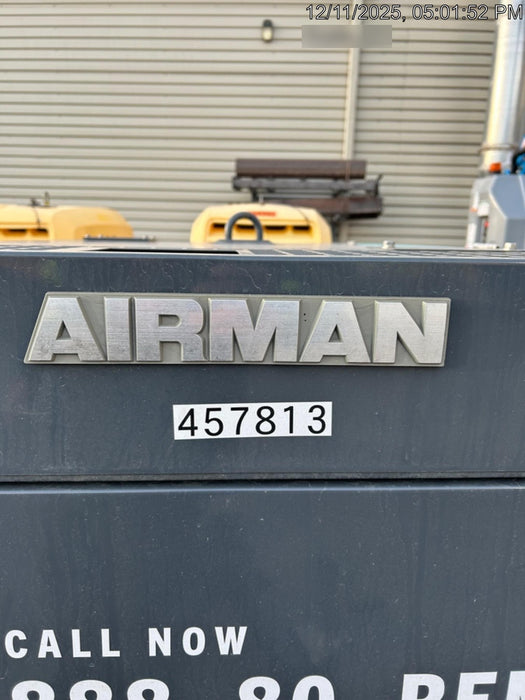 12/11/2025, 05:01:52 PM
AIRMAN
457813
CALL NOW